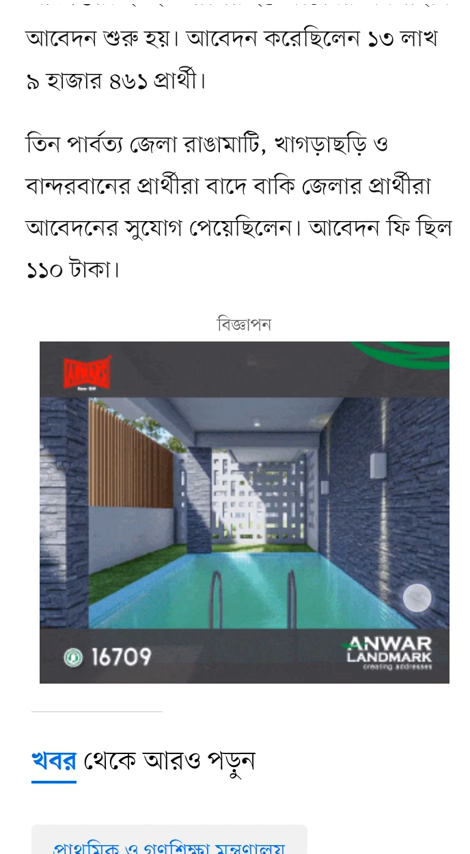 আবেদন শুরু হয়। আবেদন করেছিলেন ১৩ লাখ
৯ হাজার ৪৬১ প্রার্থী।
তিন পার্বত্য জেলা রাঙামাটি, খাগড়াছড়ি ও
বান্দরবানের প্রার্থীরা বাদে বাকি জেলার প্রার্থীরা
আবেদনের সুযোগ পেয়েছিলেন। আবেদন ফি ছিল
১১০ টাকা।
বিজ্ঞাপন
16709
ANWAR
LANDMARK
creating addresses
খবর থেকে আরও পড়ুন
প্রাথমিক ও গণশিক্ষা মন্ত্রণালয়